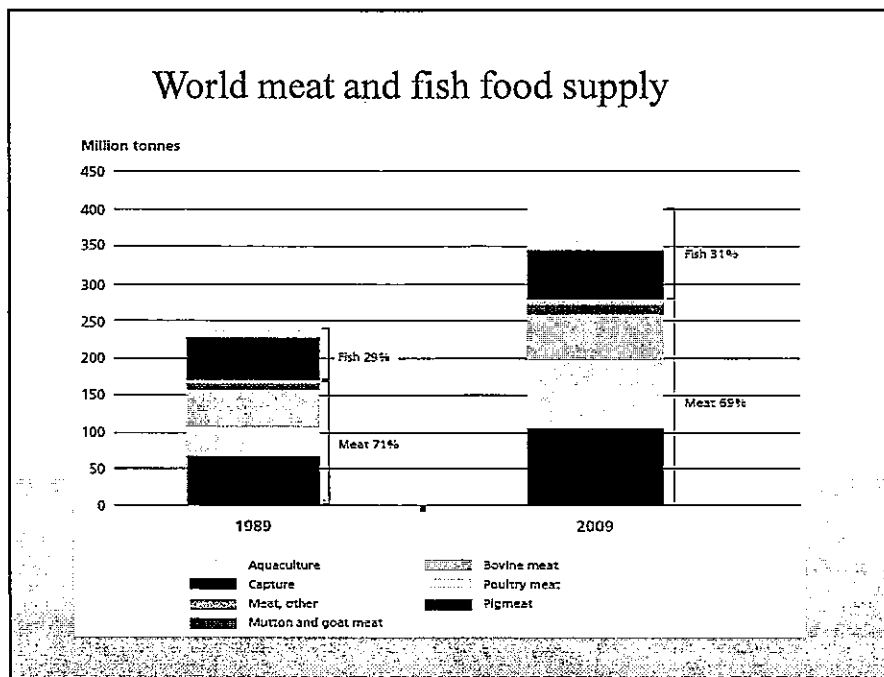 World meat and fish food supply
Million tonnes
450
400
350
300
250
200
150
100
50
0
Fish 29%
Meat 71%
Fish 31%
Meat 69%
1989
2009
Aquaculture
Capture
Meat, other
Mutton and goat meat
Bovine meat
Poultry meat
Pigmeat